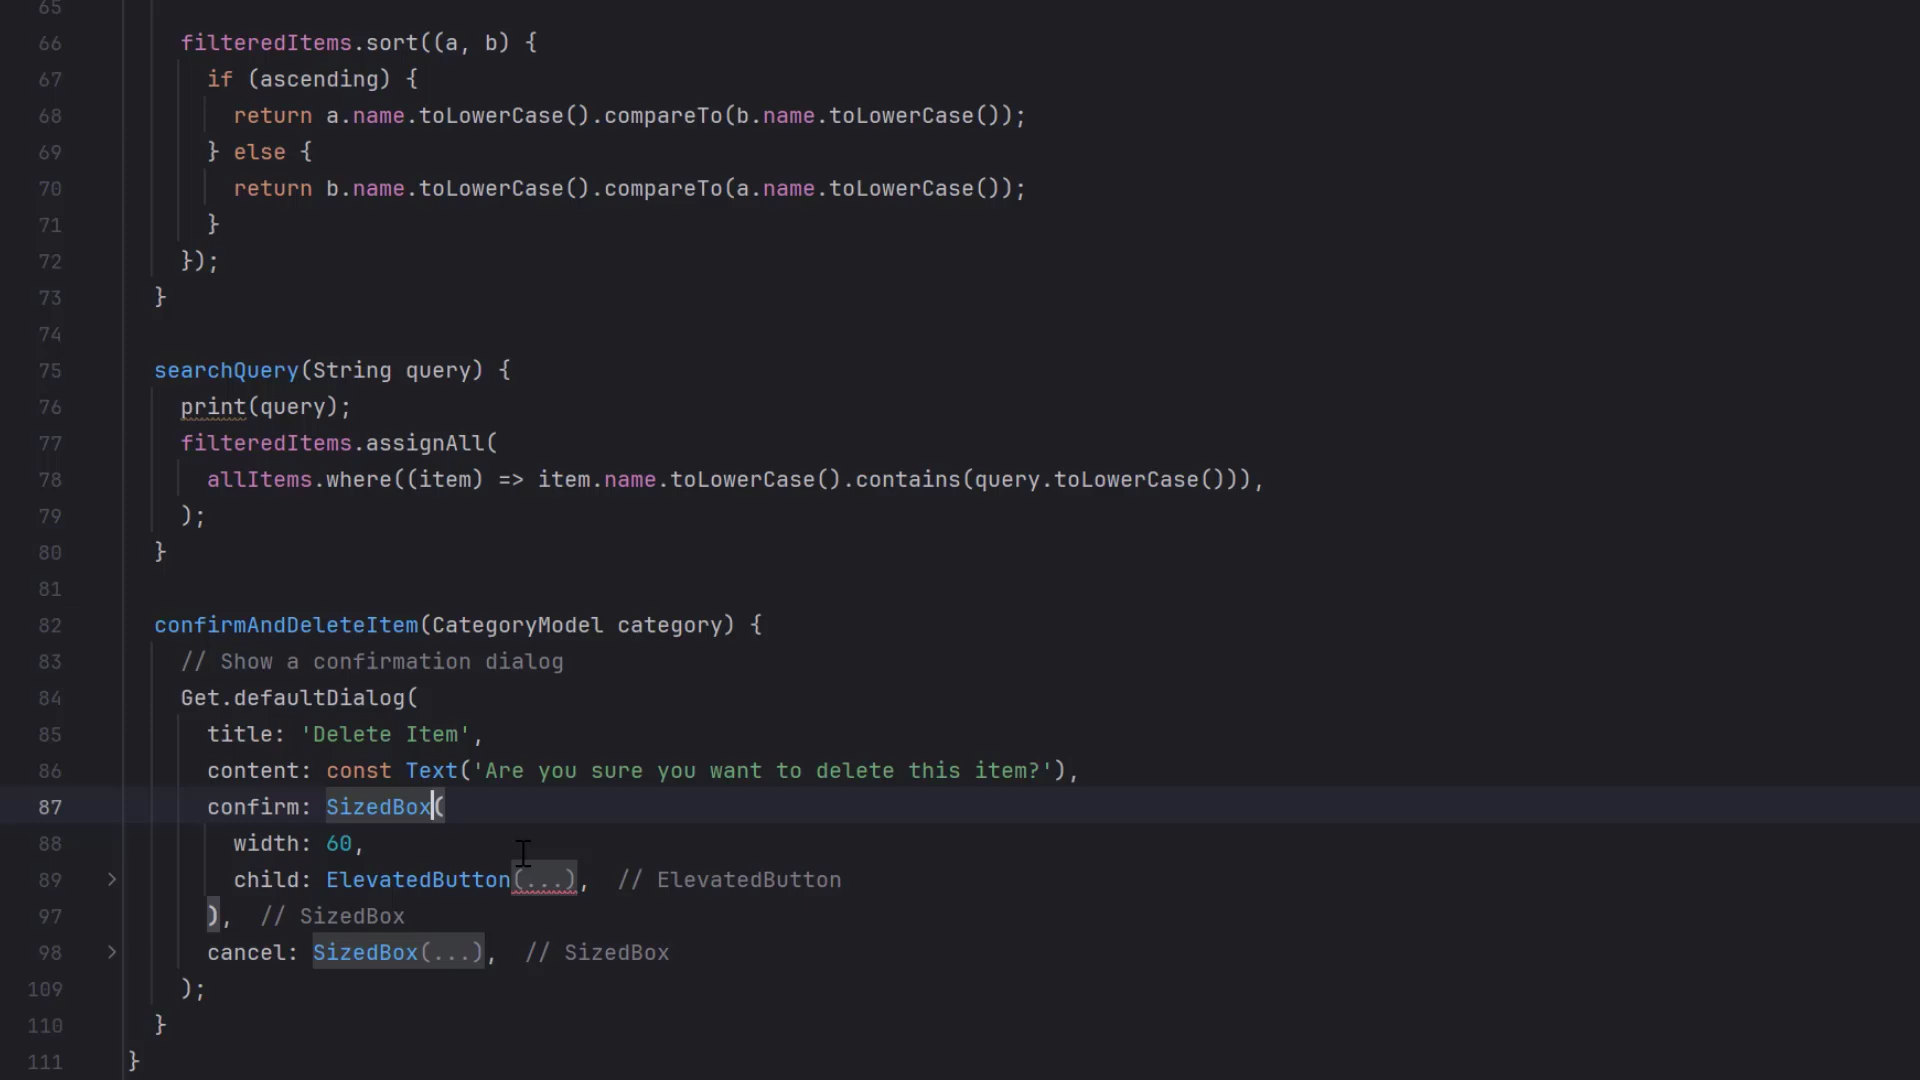 65
66 filteredItems.sort((a, b) {
67 if (ascending) {
68 return a.name.toLowerCase().compareTo(b.name.toLowerCase());
69 } else {
70 return b.name.toLowerCase().compareTo(a.name.toLowerCase());
71 }
72 });
73 }
74
75 searchQuery(String query) {
76 print(query);
77 filteredItems.assignAll(
78 allItems.where((item) => item.name.toLowerCase().contains(query.toLowerCase())),
79 );
80 }
81
82 confirmAndDeleteItem(CategoryModel category) {
83 // Show a confirmation dialog
84 Get.defaultDialog(
85 title: 'Delete Item',
86 content: const Text('Are you sure you want to delete this item?'),
87 confirm: SizedBox(
88 width: 60,
89 child: ElevatedButton(...), // ElevatedButton
97 ), // SizedBox
98 cancel: SizedBox(...), // SizedBox
109 );
110 }
111 }